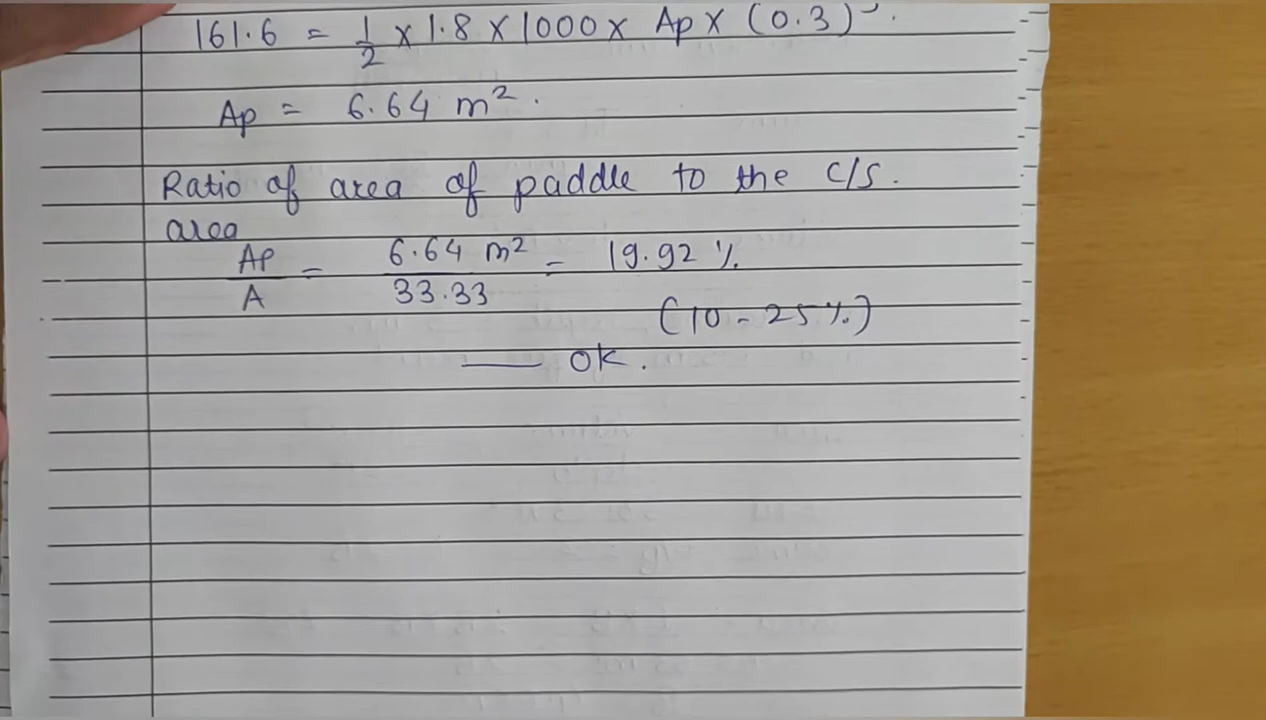 161.6 = 1/2 x 1.8 x 1000 x Ap x (0.3)³.
Ap = 6.64 m².
Ratio of area of paddle to the c/s.
area
Ap/A = 6.64 m²/33.33 = 19.92 %
(10 - 25 %)
—— OK.